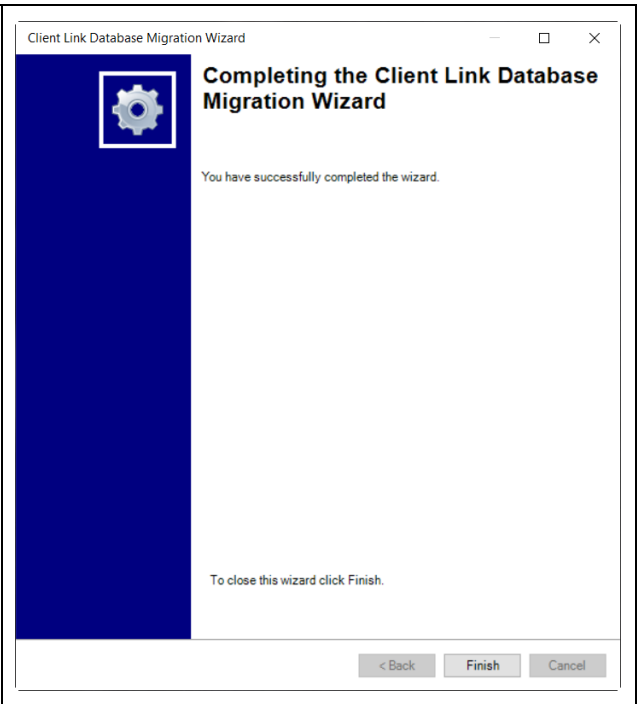 Client Link Database Migration Wizard
Completing the Client Link Database
Migration Wizard
You have successfully completed the wizard.
To close this wizard click Finish.
< Back
Finish
Cancel